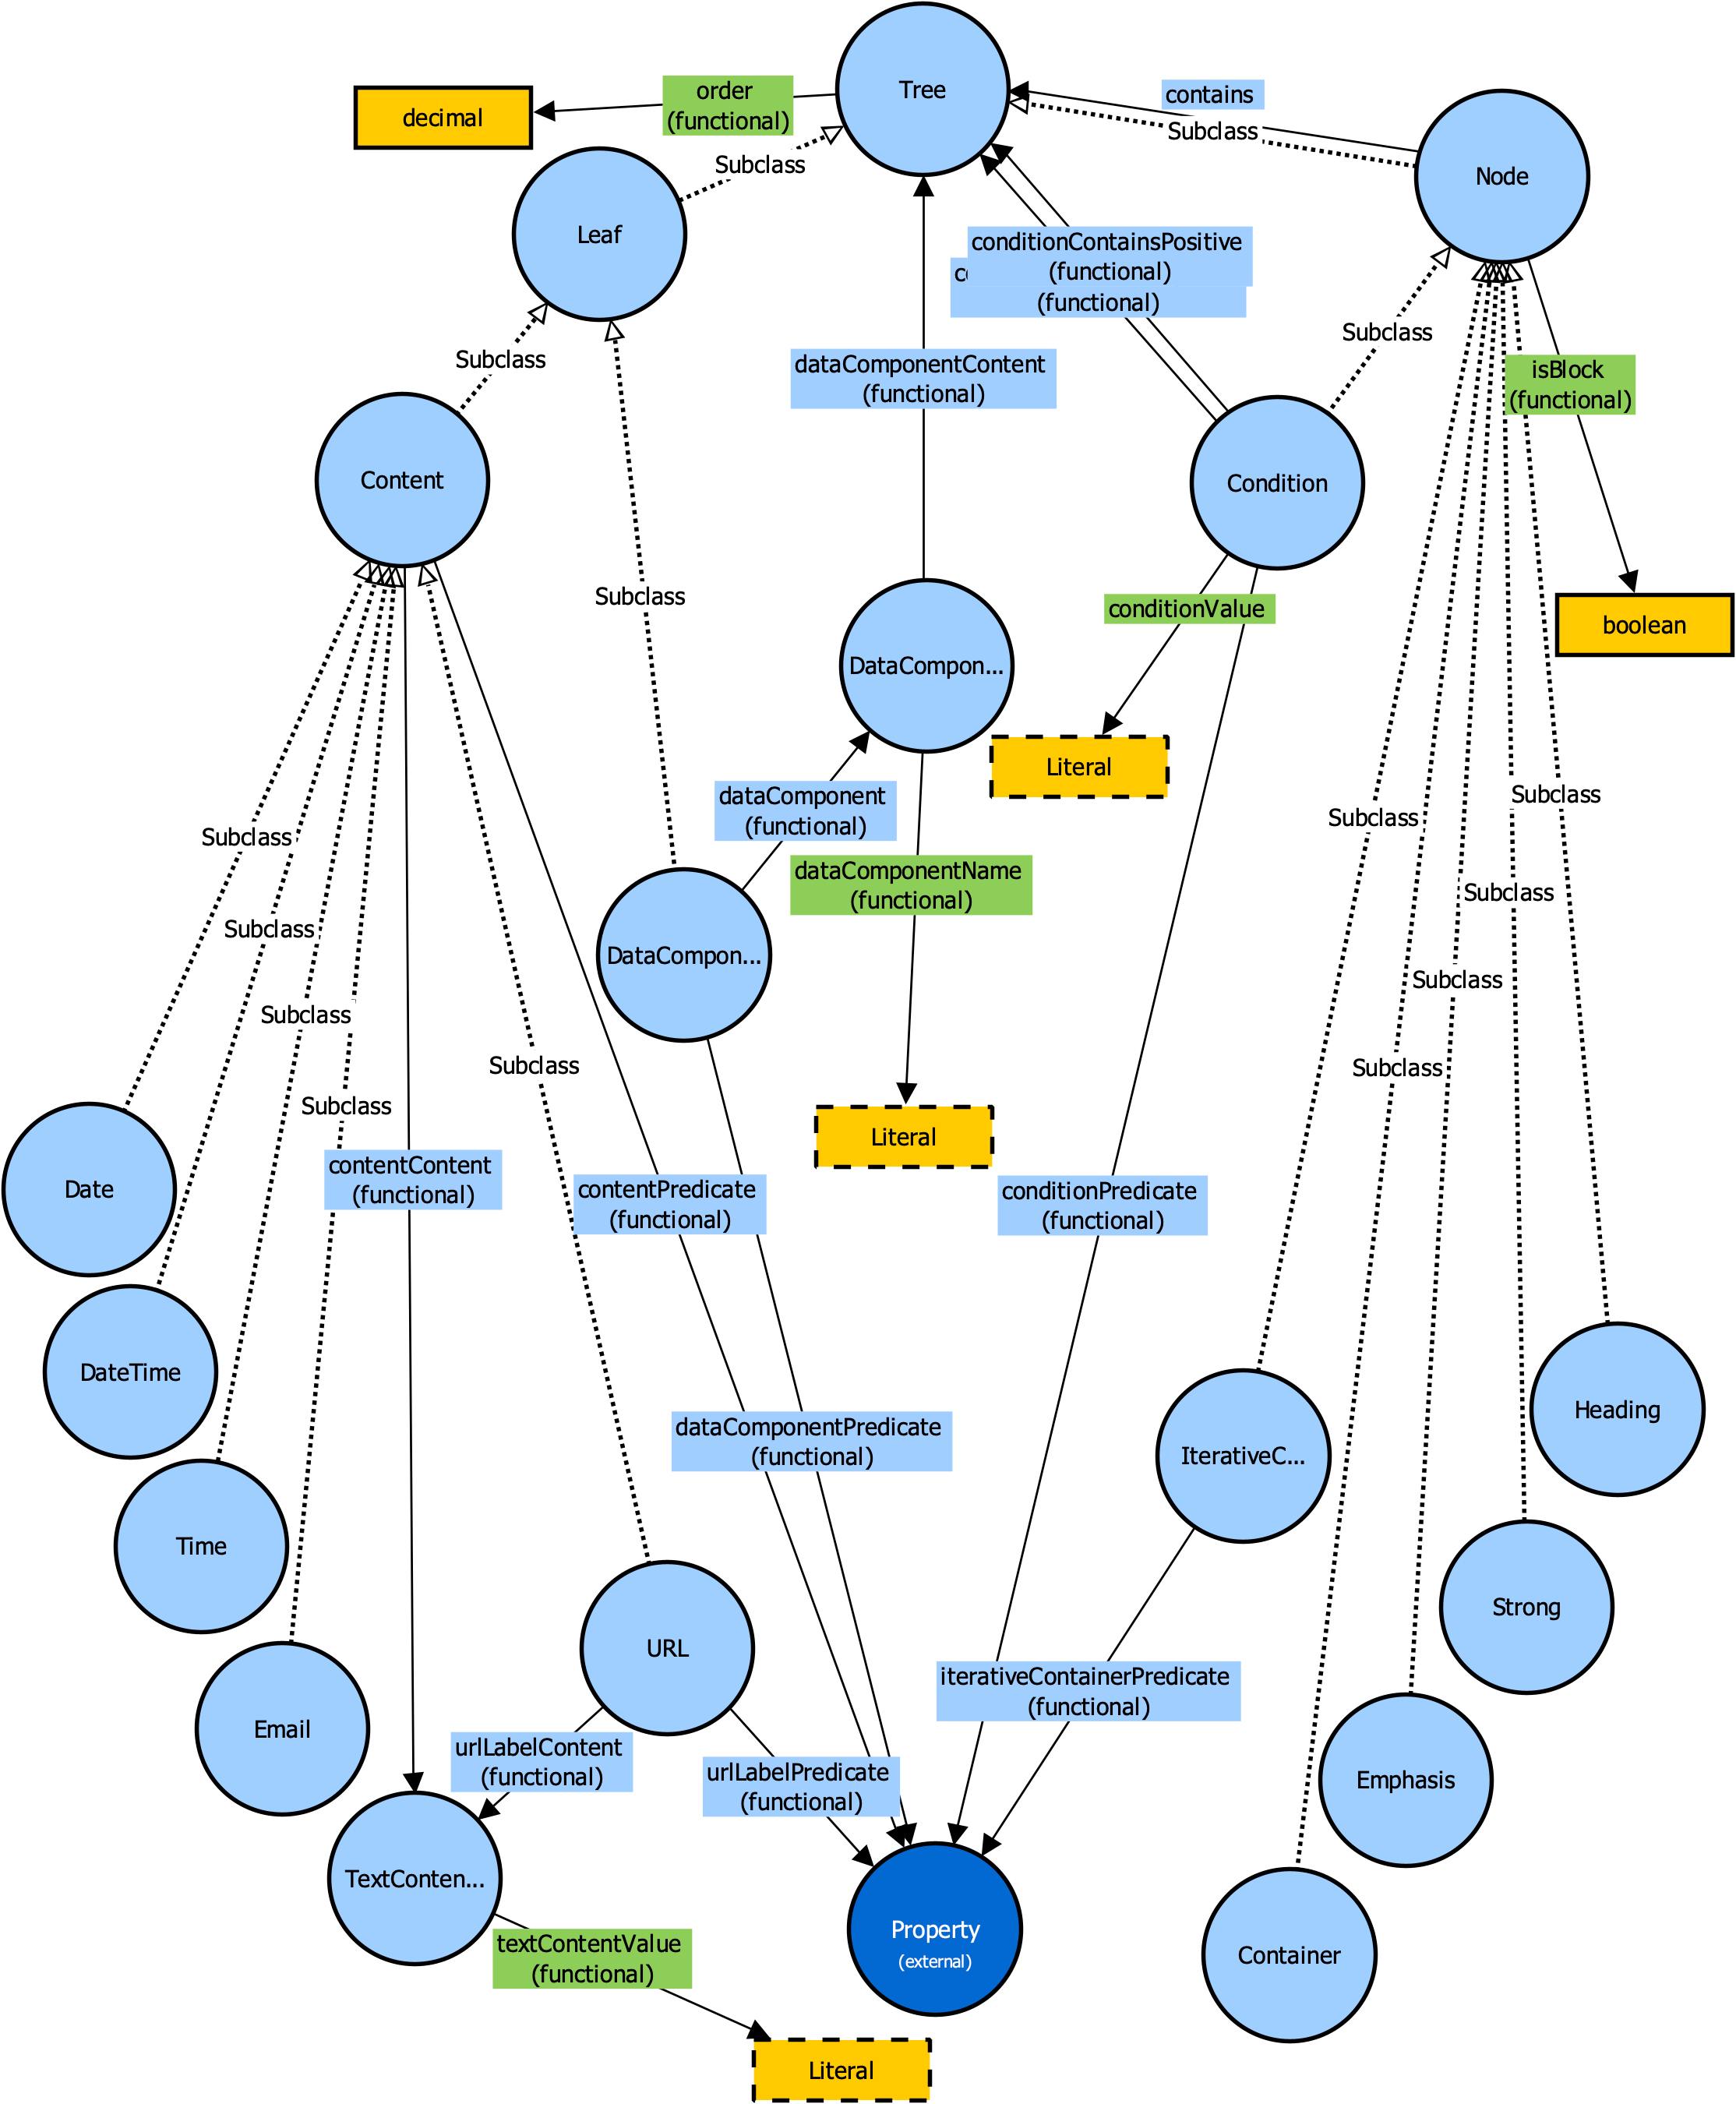 Tree
order
(functional)
decimal
contains
Subclass
Subclass
Node
Leaf
conditionContainsPositive
(functional)
(functional)
Subclass
Subclass
dataComponentContent
(functional)
isBlock
(functional)
Content
Condition
Subclass
conditionValue
boolean
DataCompon...
Literal
dataComponent
(functional)
Subclass
Subclass
Subclass
dataComponentName
(functional)
Subclass
Subclass
DataCompon...
Subclass
Subclass
Subclass
Subclass
Subclass
Literal
contentContent
(functional)
Date
contentPredicate
(functional)
conditionPredicate
(functional)
DateTime
Heading
dataComponentPredicate
(functional)
IterativeC...
Time
Strong
URL
iterativeContainerPredicate
(functional)
Email
urlLabelContent
(functional)
urlLabelPredicate
(functional)
Emphasis
TextConten...
Property
(external)
textContentValue
(functional)
Container
Literal